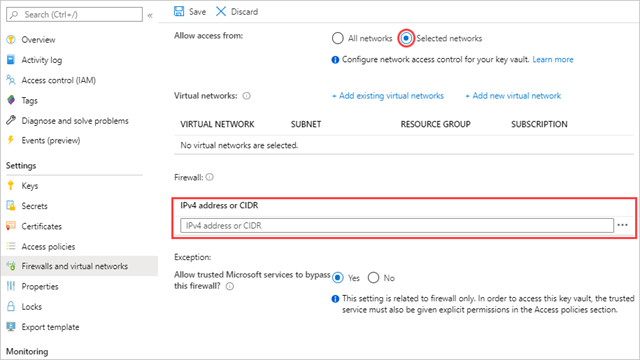 Search (Ctrl+/)
«
Save
Discard
Overview
Activity log
Access control (IAM)
Tags
Diagnose and solve problems
Events (preview)
Settings
Keys
Secrets
Certificates
Access policies
Firewalls and virtual networks
Properties
Locks
Export template
Monitoring
Allow access from:
All networks
Selected networks
Configure network access control for your key vault. Learn more
Virtual networks:
+ Add existing virtual networks
+ Add new virtual network
VIRTUAL NETWORK SUBNET RESOURCE GROUP SUBSCRIPTION
No virtual networks are selected.
Firewall:
IPv4 address or CIDR
IPv4 address or CIDR
...
Exception:
Allow trusted Microsoft services to bypass
this firewall?
Yes
No
This setting is related to firewall only. In order to access this key vault, the trusted
service must also be given explicit permissions in the Access policies section.